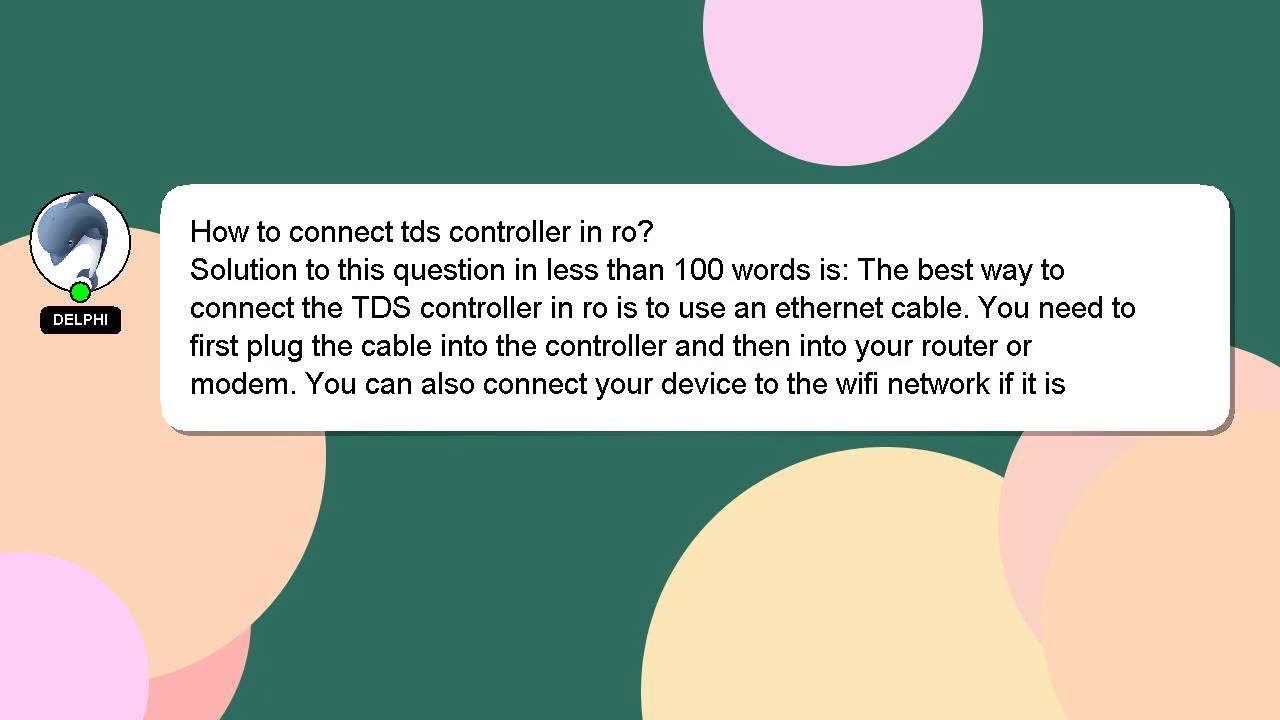 How to connect tds controller in ro?
Solution to this question in less than 100 words is: The best way to
connect the TDS controller in ro is to use an ethernet cable. You need to
first plug the cable into the controller and then into your router or
modem. You can also connect your device to the wifi network if it is
DELPHI